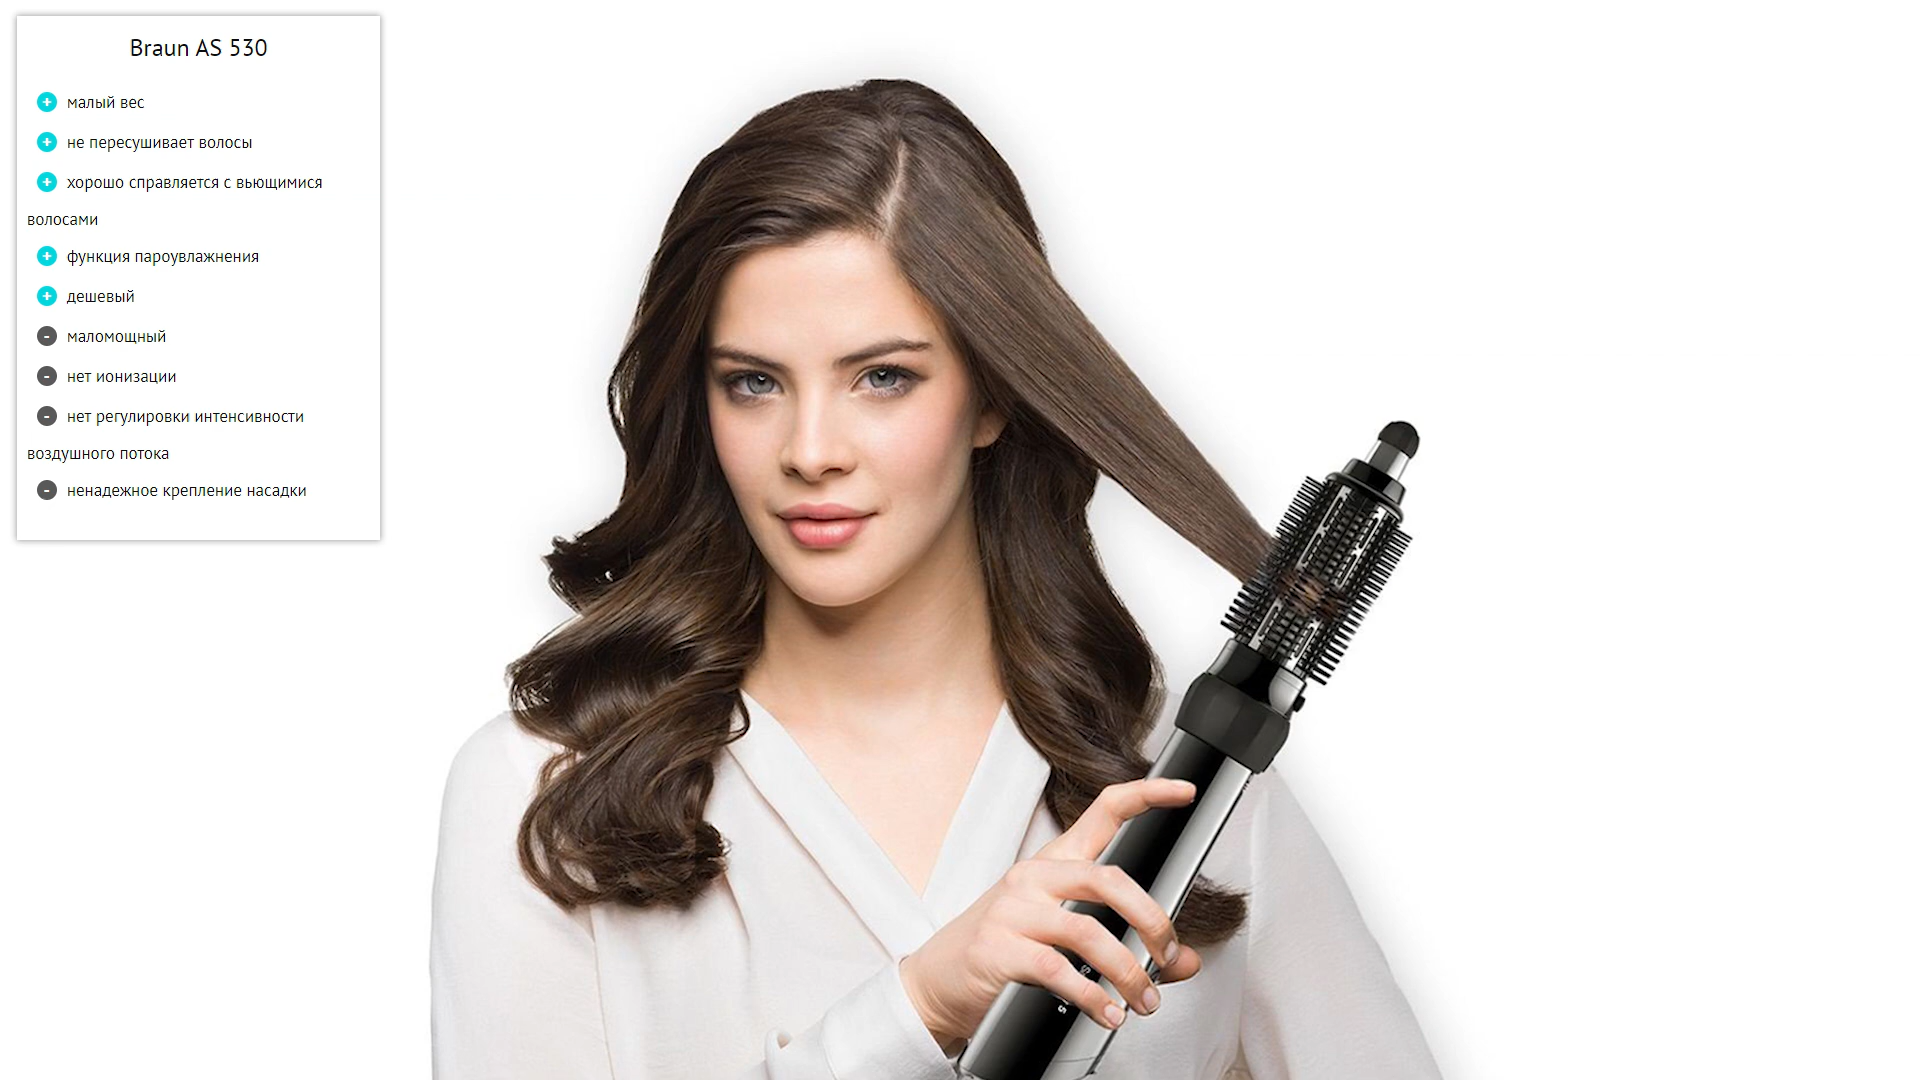 Braun AS 530
+ малый вес
+ не пересушивает волосы
+ хорошо справляется с вьющимися
волосами
+ функция пароувлажнения
+ дешевый
- маломощный
- нет ионизации
- нет регулировки интенсивности
воздушного потока
- ненадежное крепление насадки